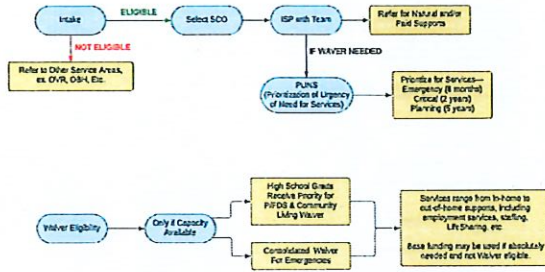 Intake
ELIGIBLE
Select SCO
ISP with Team
Refer for Natural and/or
Paid Supports
NOT ELIGIBLE
IF WAVER NEEDED
Refer to Other Service Areas,
ex. OVR, DBH, Etc.
PUNS
(Prioritization of Urgency
of Need for Services)
Prioritize for Services—
Emergency (6 months)
Critical (2 years)
Planning (5 years)
Waiver Eligibility
Only if Capacity
Available
High School Grads
Receive Priority for
P/FDS & Community
Living Waiver
Consolidated Waiver
For Emergencies
Services range from in-home to
out-of-home supports, including
employment services, staffing,
LifeSharing, etc
Base funding may be used if absolutely
needed and not Waiver eligible.